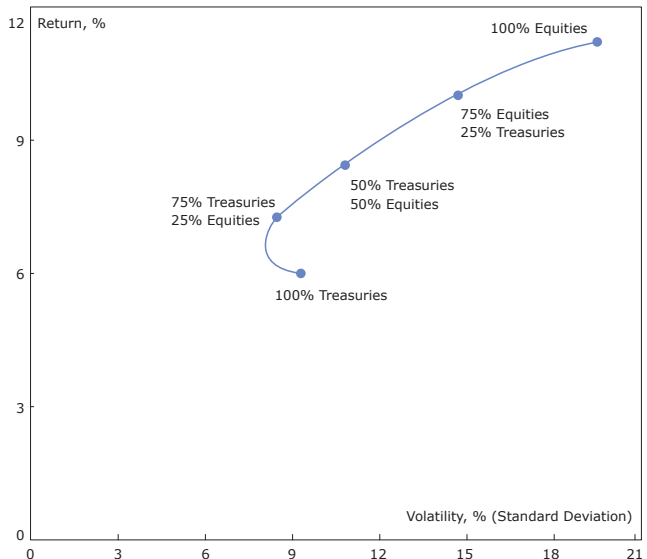 12
Return, %
100% Equities
75% Equities
25% Treasuries
9
50% Treasuries
50% Equities
75% Treasuries
25% Equities
6
100% Treasuries
3
Volatility, % (Standard Deviation)
0
0 3 6 9 12 15 18 21